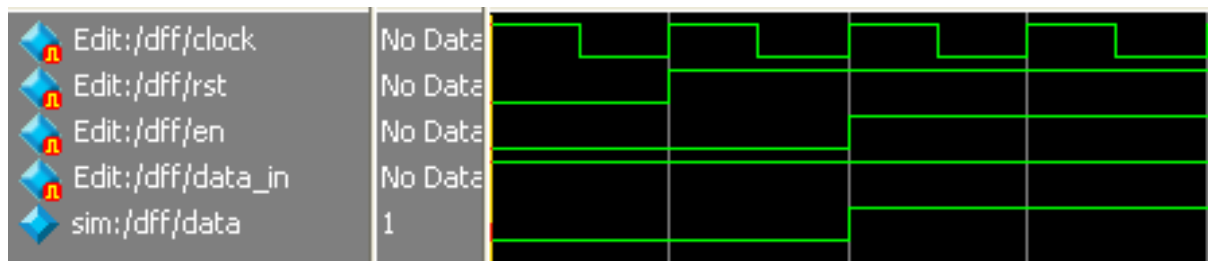 Edit:/dff/clock No Data
Edit:/dff/rst No Data
Edit:/dff/en No Data
Edit:/dff/data_in No Data
sim:/dff/data 1